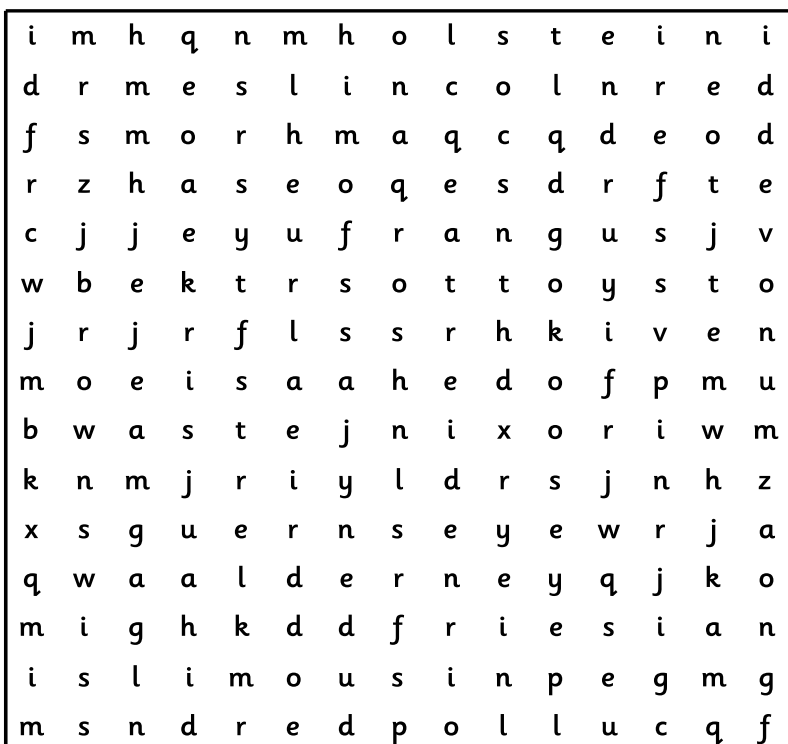 i m h q n m h o l s t e i n i
d r m e s l i n c o l n r e d
f s m o r h m a q c q d e o d
r z h a s e o q e s d r f t e
c j j e y u f r a n g u s j v
w b e k t r s o t t o y s t o
j r j r f l s s r h k i v e n
m o e i s a a h e d o f p m u
b w a s t e j n i x o r i w m
k n m j r i y l d r s j n h z
x s g u e r n s e y e w r j a
q w a a l d e r n e y q j k o
m i g h k d d f r i e s i a n
i s l i m o u s i n p e g m g
m s n d r e d p o l l u c q f